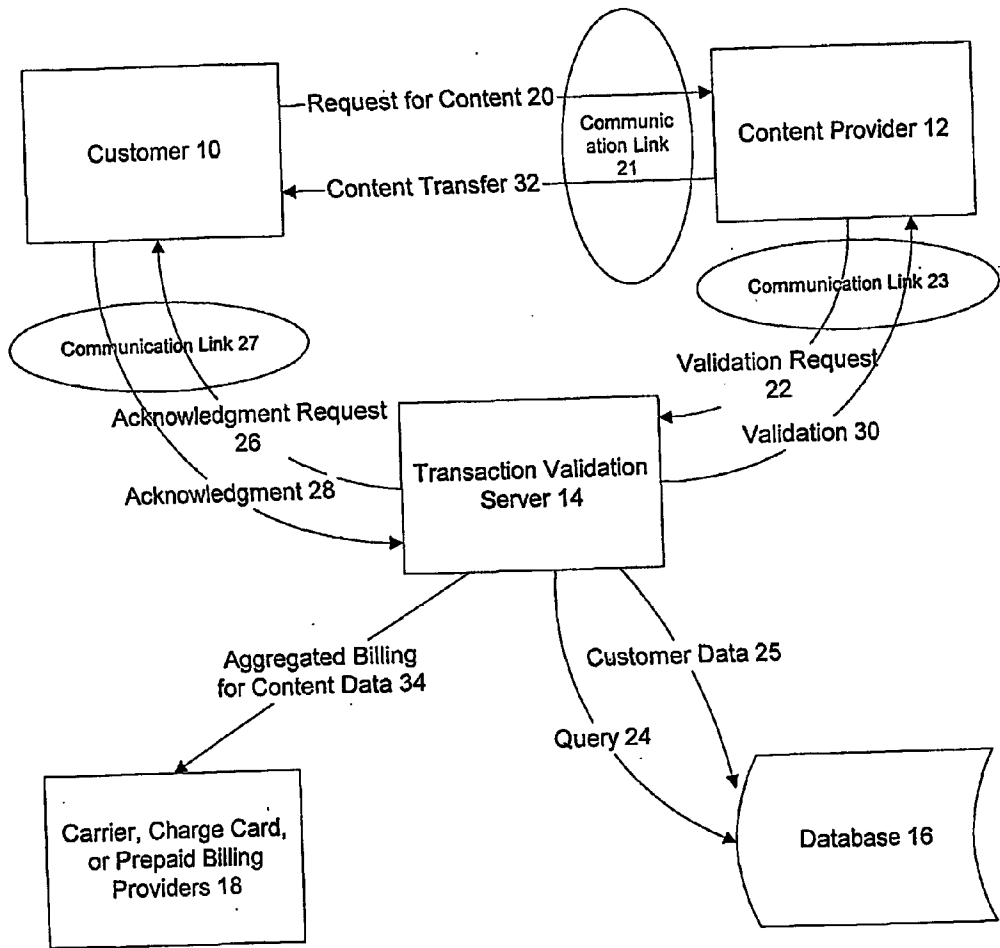 Request for Content 20
Communic
ation Link
21
Content Provider 12
Customer 10
Content Transfer 32
Communication Link 23
Communication Link 27
Validation Request
22
Acknowledgment Request
26
Validation 30
Transaction Validation
Server 14
Acknowledgment 28
Aggregated Billing
for Content Data 34
Customer Data 25
Query 24
Carrier, Charge Card,
or Prepaid Billing
Providers 18
Database 16